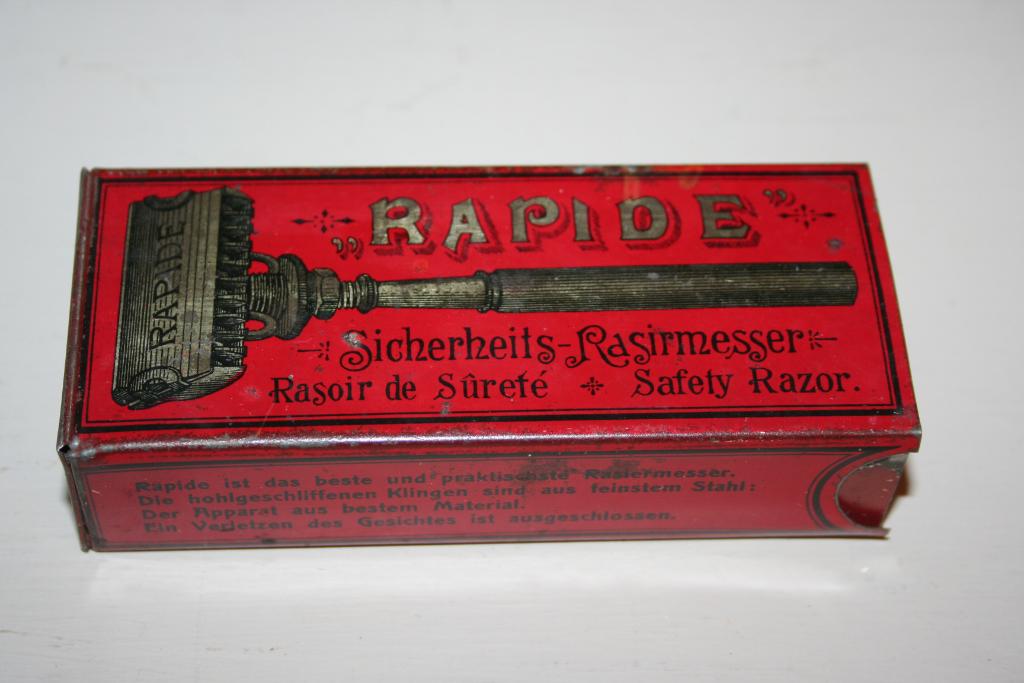 „RAPIDE”
RAPIDE
Sicherheits-Rasirmesser
Rasoir de Sûreté Safety Razor.
Rapide ist das beste und praktischste Rasiermesser.
Die hohlgeschliffenen Klingen sind aus feinstem Stahl:
Der Apparat aus bestem Material.
Ein Verletzen des Gesichtes ist ausgeschlossen.